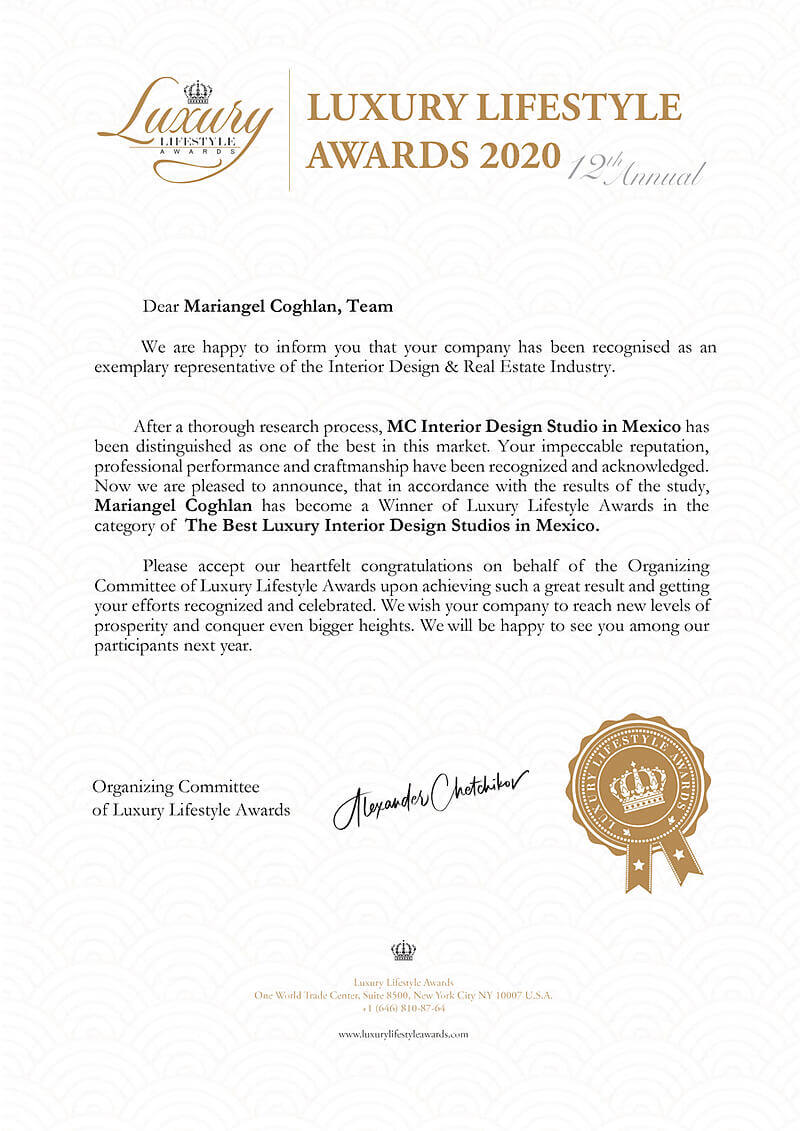 Luxury
LIFESTYLE
AWARDS
LUXURY LIFESTYLE
AWARDS 2020 12th Annual
Dear Mariangel Coghlan, Team
We are happy to inform you that your company has been recognised as an
exemplary representative of the Interior Design & Real Estate Industry.
After a thorough research process, MC Interior Design Studio in Mexico has
been distinguished as one of the best in this market. Your impeccable reputation,
professional performance and craftmanship have been recognized and acknowledged.
Now we are pleased to announce, that in accordance with the results of the study,
Mariangel Coghlan has become a Winner of Luxury Lifestyle Awards in the
category of The Best Luxury Interior Design Studios in Mexico.
Please accept our heartfelt congratulations on behalf of the Organizing
Committee of Luxury Lifestyle Awards upon achieving such a great result and getting
your efforts recognized and celebrated. We wish your company to reach new levels of
prosperity and conquer even bigger heights. We will be happy to see you among our
participants next year.
Organizing Committee
of Luxury Lifestyle Awards
Alexander Chetchikov
LUXURY LIFESTYLE AWARDS
Luxury Lifestyle Awards
One World Trade Center, Suite 8500, New York City NY 10007 U.S.A.
+1 (646) 810-87-64
www.luxurylifestyleawards.com